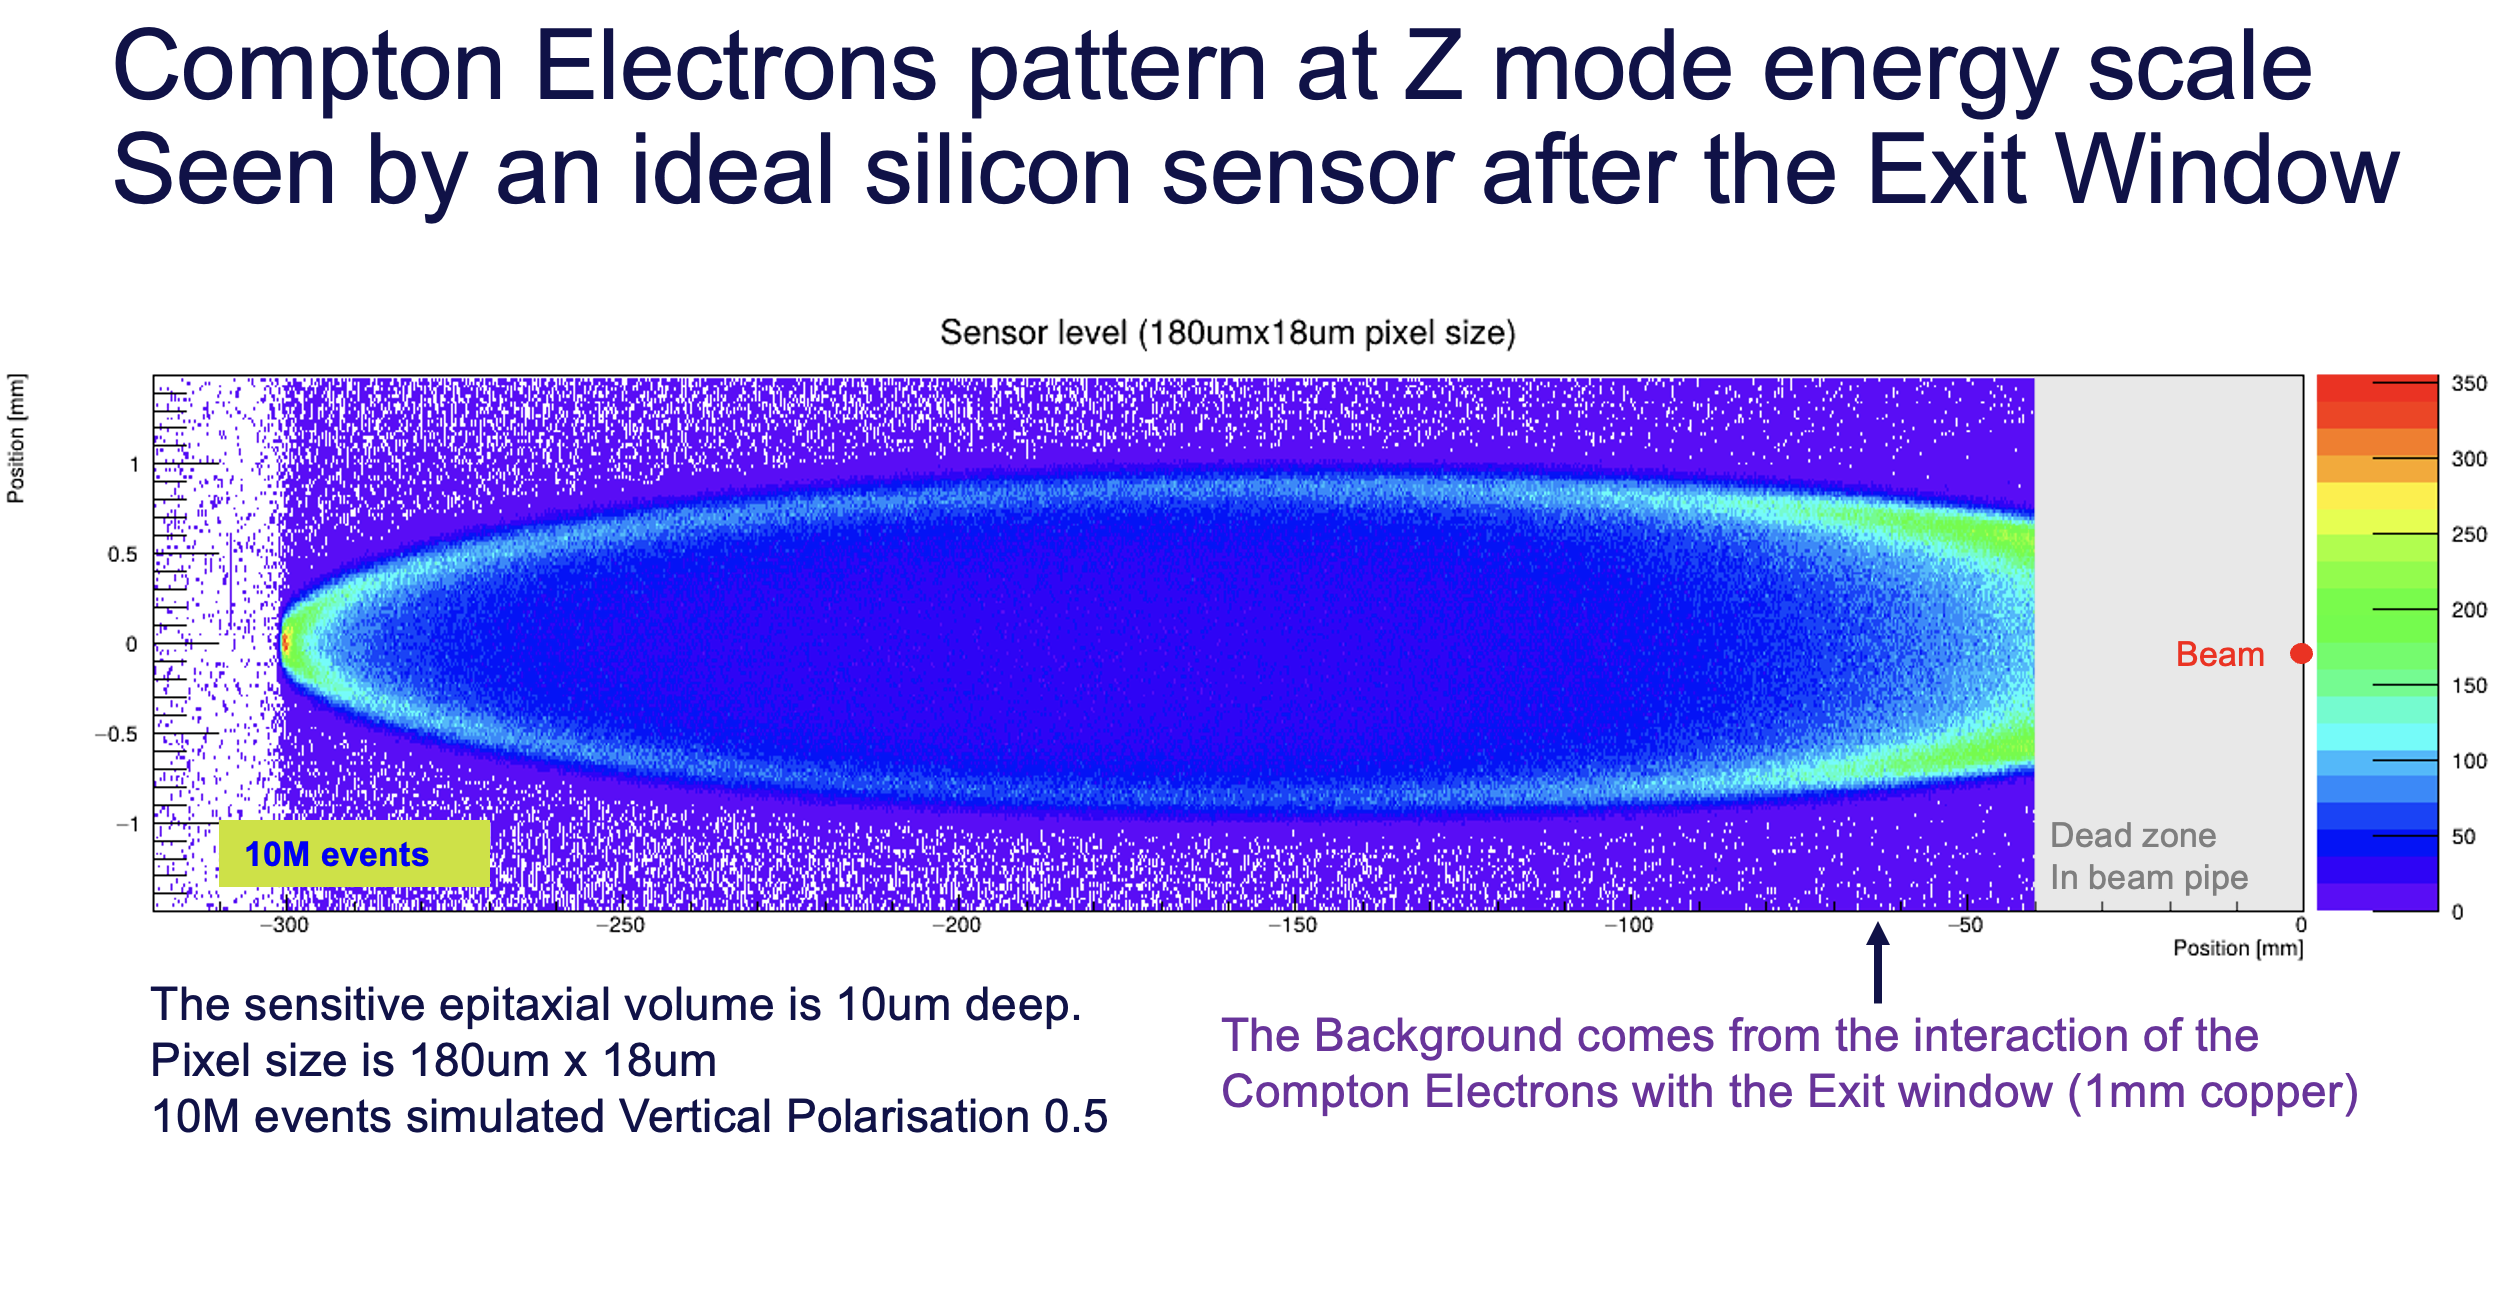 Compton Electrons pattern at Z mode energy scale
Seen by an ideal silicon sensor after the Exit Window
Sensor level (180umx18um pixel size)
Position [mm]
1
0.5
0
−0.5
−1
10M events
Beam
Dead zone
In beam pipe
350
300
250
200
150
100
50
0
−300
−250
−200
−150
−100
−50
0
Position [mm]
The sensitive epitaxial volume is 10um deep.
Pixel size is 180um x 18um
10M events simulated Vertical Polarisation 0.5
The Background comes from the interaction of the
Compton Electrons with the Exit window (1mm copper)